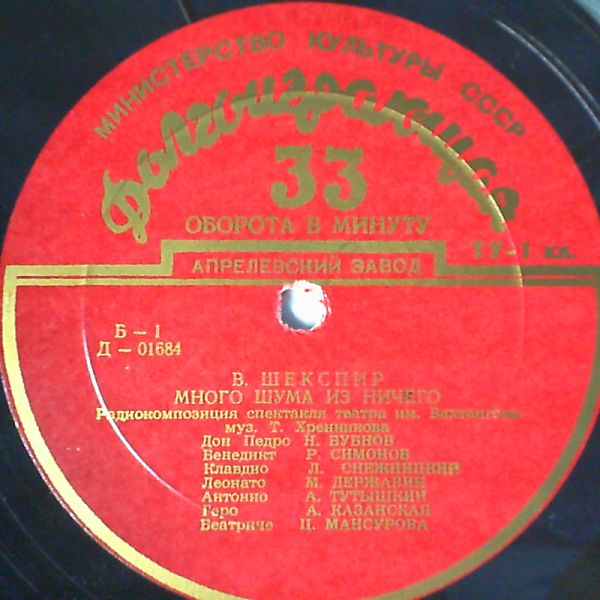 МИНИСТЕРСТВО КУЛЬТУРЫ СССР
Долгоиграющая
33
ОБОРОТА В МИНУТУ
ТУ-1 кл.
АПРЕЛЕВСКИЙ ЗАВОД
Б — 1
Д — 01684
В. ШЕКСПИР
МНОГО ШУМА ИЗ НИЧЕГО
Радиокомпозиция спектакля театра им. Вахтангова
муз. Т. Хренникова
Дон Педро Н. БУБНОВ
Бенедикт Р. СИМОНОВ
Клавдио Л. СНЕЖНИЦКИЙ
Леонато М. ДЕРЖАВИН
Антонио А. ТУТЫШКИН
Геро А. КАЗАНСКАЯ
Беатриче Ц. МАНСУРОВА